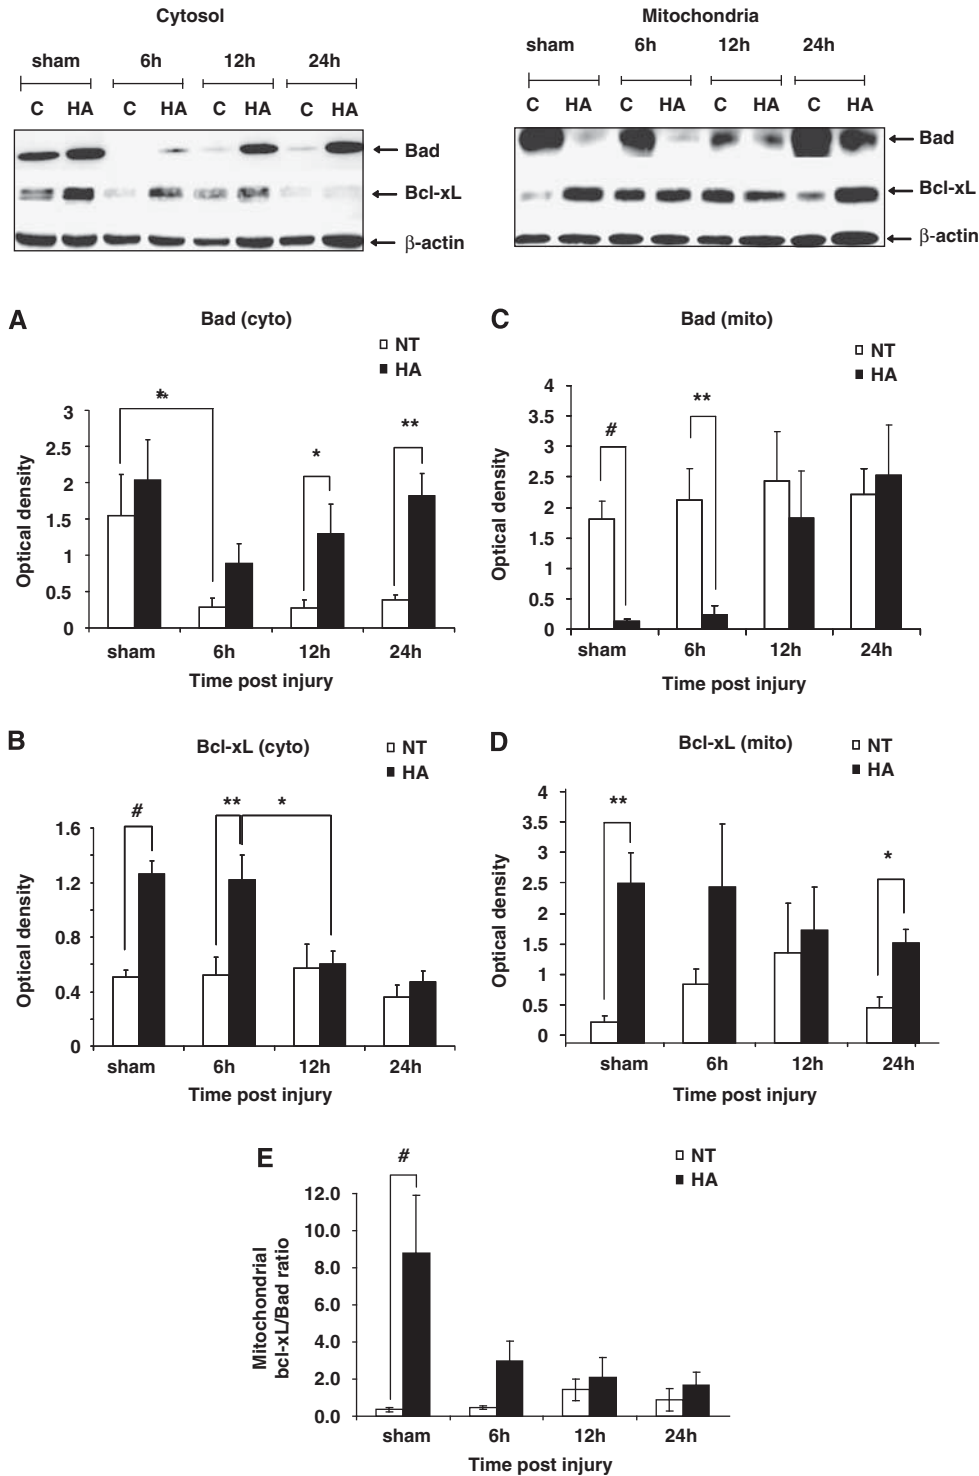 Cytosol
Mitochondria
sham 6h 12h 24h
sham 6h 12h 24h
C HA C HA C HA C HA
C HA C HA C HA C HA
Bad
Bcl-xL
β-actin
Bad
Bcl-xL
β-actin
A
Bad (cyto)
NT
HA
**
*
**
3
2.5
2
1.5
1
0.5
0
Optical density
sham 6h 12h 24h
Time post injury
C
Bad (mito)
NT
HA
#
**
4
3.5
3
2.5
2
1.5
1
0.5
0
Optical density
sham 6h 12h 24h
Time post injury
B
Bcl-xL (cyto)
NT
HA
#
** *
1.6
1.2
0.8
0.4
0
Optical density
sham 6h 12h 24h
Time post injury
D
Bcl-xL (mito)
NT
HA
**
*
4
3.5
3
2.5
2
1.5
1
0.5
0
Optical density
sham 6h 12h 24h
Time post injury
E
NT
HA
#
12.0
10.0
8.0
6.0
4.0
2.0
0.0
Mitochondrial
bcl-xL/Bad ratio
sham 6h 12h 24h
Time post injury